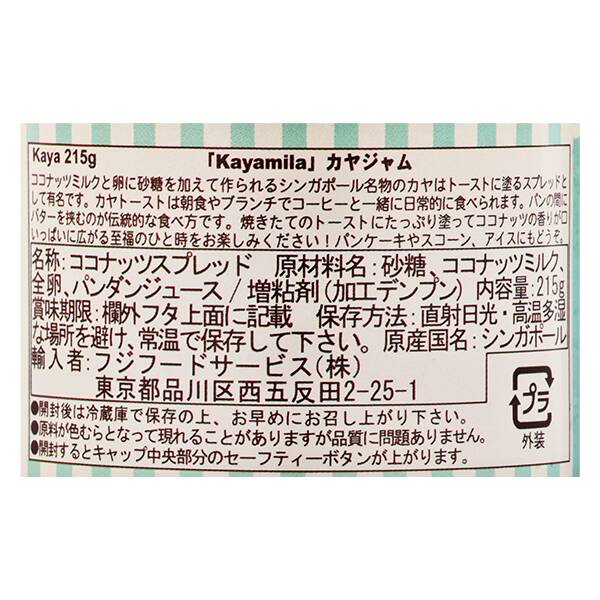 Kaya 215g 「Kayamila」カヤジャム
ココナッツミルクと卵に砂糖を加えて作られるシンガポール名物のカヤはトーストに塗るスプレッドと
して有名です。カヤトーストは朝食やブランチでコーヒーと一緒に日常的に食べられます。パンの間に
バターを挟むのが伝統的な食べ方です。焼きたてのトーストにたっぷり塗ってココナッツの香りが口
いっぱいに広がる至福のひと時をお楽しみください！パンケーキやスコーン、アイスにもどうぞ。
名称：ココナッツスプレッド 原材料名：砂糖、ココナッツミルク、
全卵、パンダンジュース / 増粘剤（加工デンプン） 内容量：215g
賞味期限：欄外フタ上面に記載 保存方法：直射日光・高温多湿
な場所を避け、常温で保存して下さい。 原産国名：シンガポール
輸入者：フジフードサービス（株）
東京都品川区西五反田2-25-1
●開封後は冷蔵庫で保存の上、お早めにお召し上がり下さい。
●原料が色むらとなって現れることがありますが品質に問題ありません。
●開封するとキャップ中央部分のセーフティーボタンが上がります。
プラ
外装